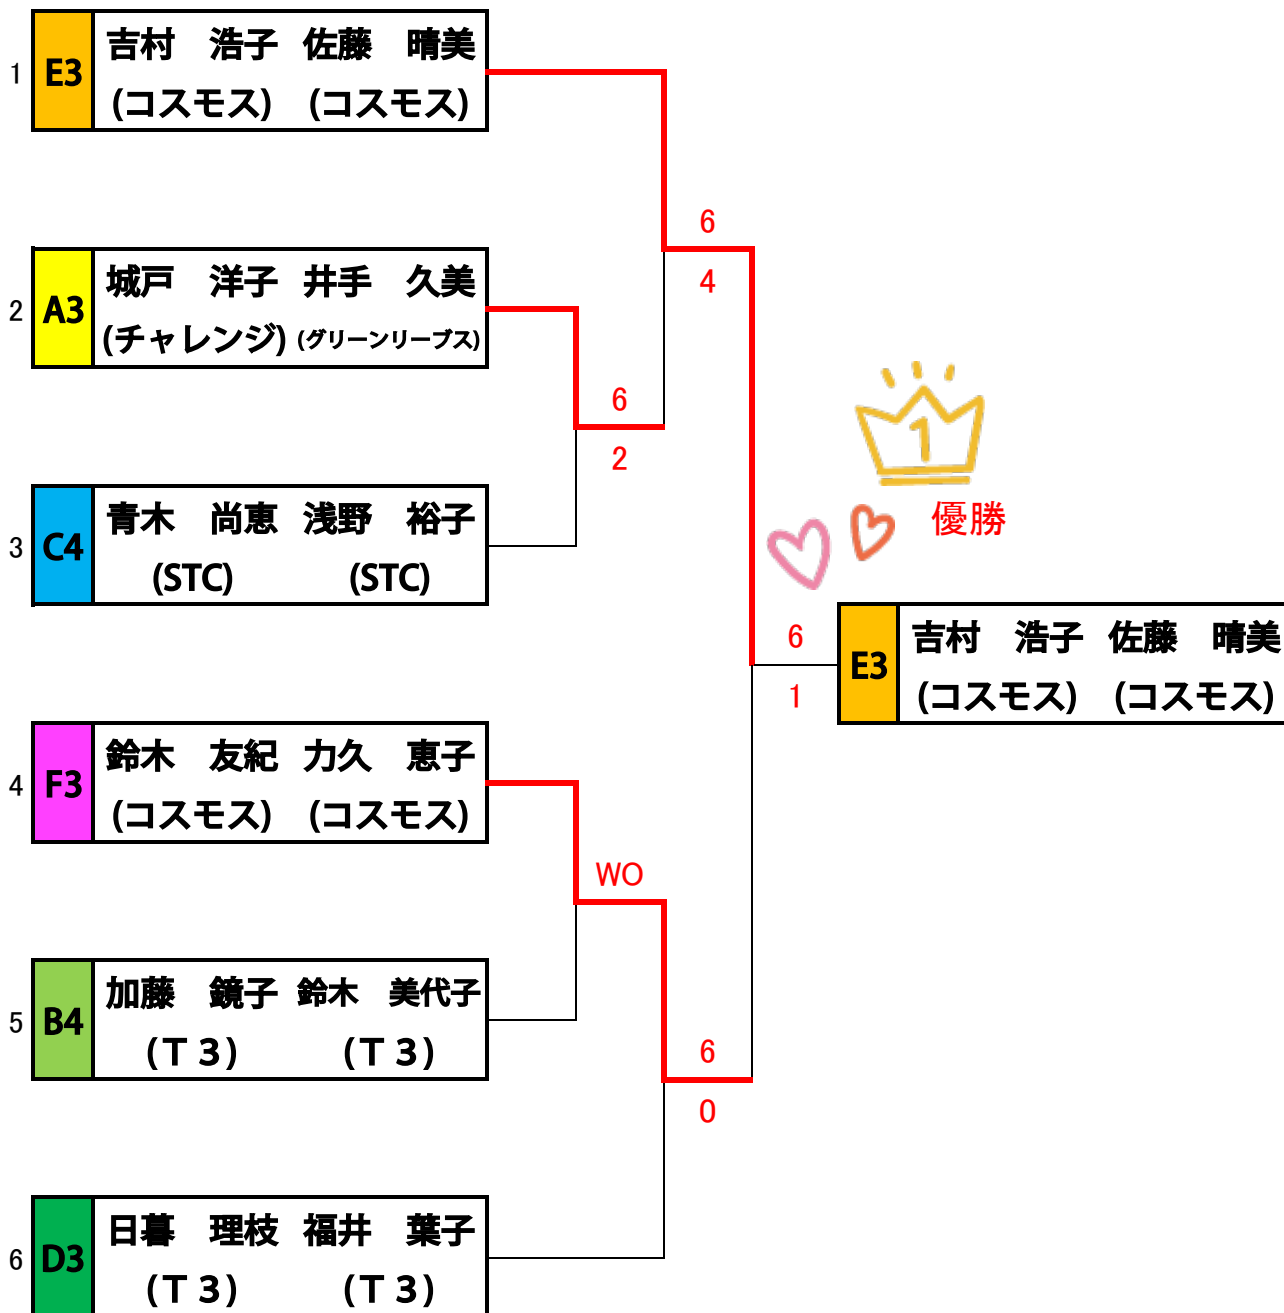 1 E3 吉村　浩子 佐藤　晴美
(コスモス) (コスモス)
6
4
2 A3 城戸　洋子 井手　久美
(チャレンジ) (グリーンリーブス)
6
2
3 C4 青木　尚恵 浅野　裕子
(STC) (STC)
1
優勝
6
1
E3 吉村　浩子 佐藤　晴美
(コスモス) (コスモス)
4 F3 鈴木　友紀 力久　恵子
(コスモス) (コスモス)
WO
5 B4 加藤　鏡子 鈴木　美代子
(Ｔ３) (Ｔ３)
6
0
6 D3 日暮　理枝 福井　葉子
(Ｔ３) (Ｔ３)